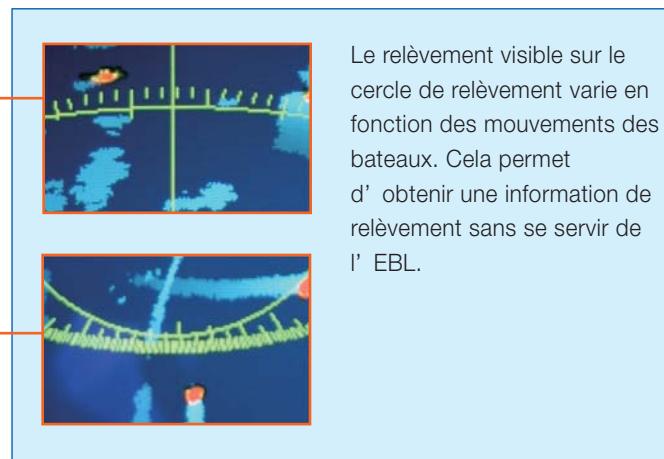 Le relèvement visible sur le
cercle de relèvement varie en
fonction des mouvements des
bateaux. Cela permet
d’ obtenir une information de
relèvement sans se servir de
l’ EBL.